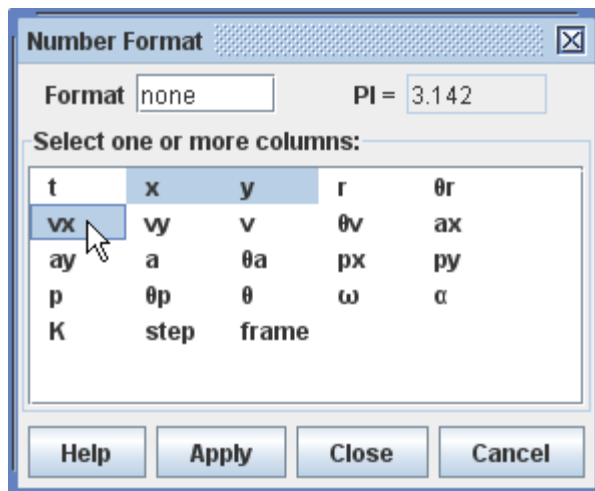 Number Format
Format none PI = 3.142
Select one or more columns:
t x y r θr
vx vy v θv ax
ay a θa px py
p θp θ ω α
K step frame
Help Apply Close Cancel